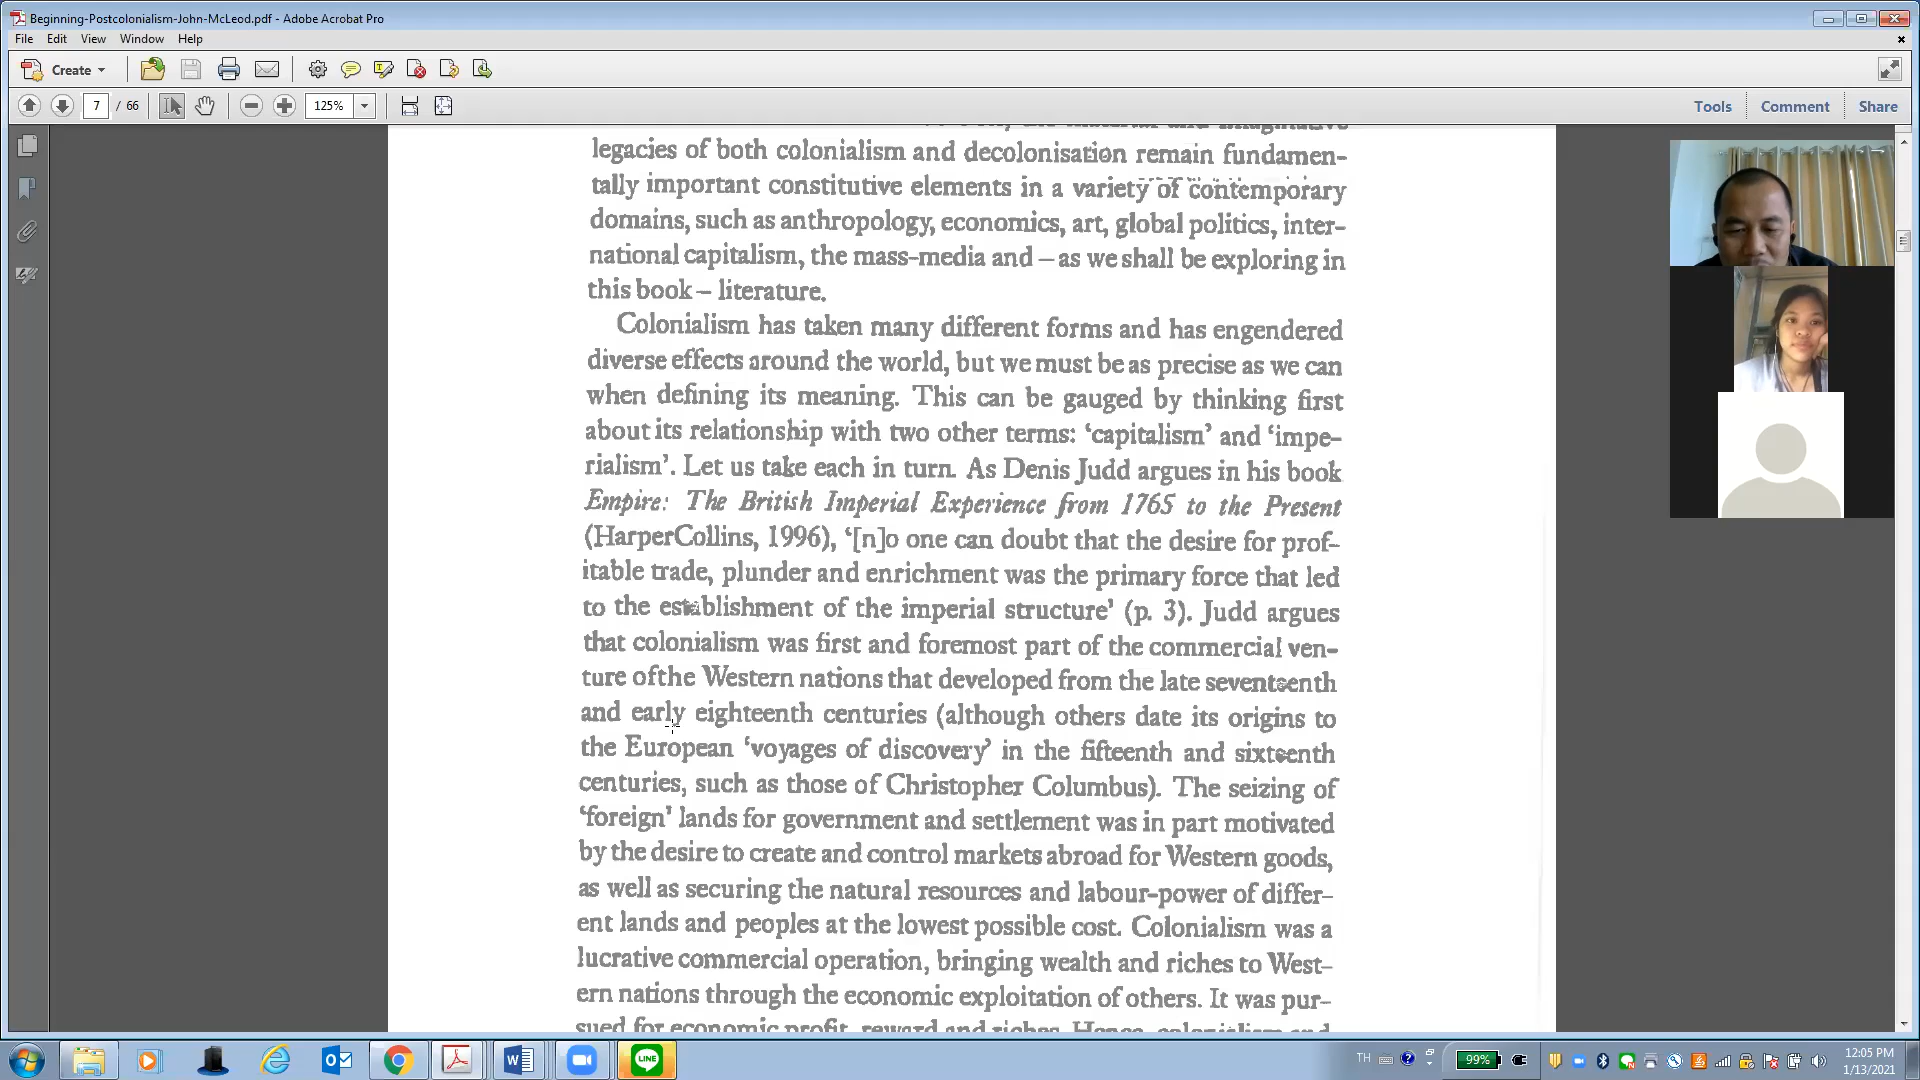 Beginning-Postcolonialism-John-McLeod.pdf - Adobe Acrobat Pro
File Edit View Window Help
Create
7 / 66 125% Tools Comment Share
legacies of both colonialism and decolonisation remain fundamen-
tally important constitutive elements in a variety of contemporary
domains, such as anthropology, economics, art, global politics, inter-
national capitalism, the mass-media and – as we shall be exploring in
this book – literature.
Colonialism has taken many different forms and has engendered
diverse effects around the world, but we must be as precise as we can
when defining its meaning. This can be gauged by thinking first
about its relationship with two other terms: ‘capitalism’ and ‘impe-
rialism’. Let us take each in turn. As Denis Judd argues in his book
Empire: The British Imperial Experience from 1765 to the Present
(HarperCollins, 1996), ‘[n]o one can doubt that the desire for prof-
itable trade, plunder and enrichment was the primary force that led
to the establishment of the imperial structure’ (p. 3). Judd argues
that colonialism was first and foremost part of the commercial ven-
ture of the Western nations that developed from the late seventeenth
and early eighteenth centuries (although others date its origins to
the European ‘voyages of discovery’ in the fifteenth and sixteenth
centuries, such as those of Christopher Columbus). The seizing of
‘foreign’ lands for government and settlement was in part motivated
by the desire to create and control markets abroad for Western goods,
as well as securing the natural resources and labour-power of differ-
ent lands and peoples at the lowest possible cost. Colonialism was a
lucrative commercial operation, bringing wealth and riches to West-
ern nations through the economic exploitation of others. It was pur-
sued for economic profit, reward and riches. Hence, colonialism and
TH 99% 12:05 PM
1/13/2021
LINE